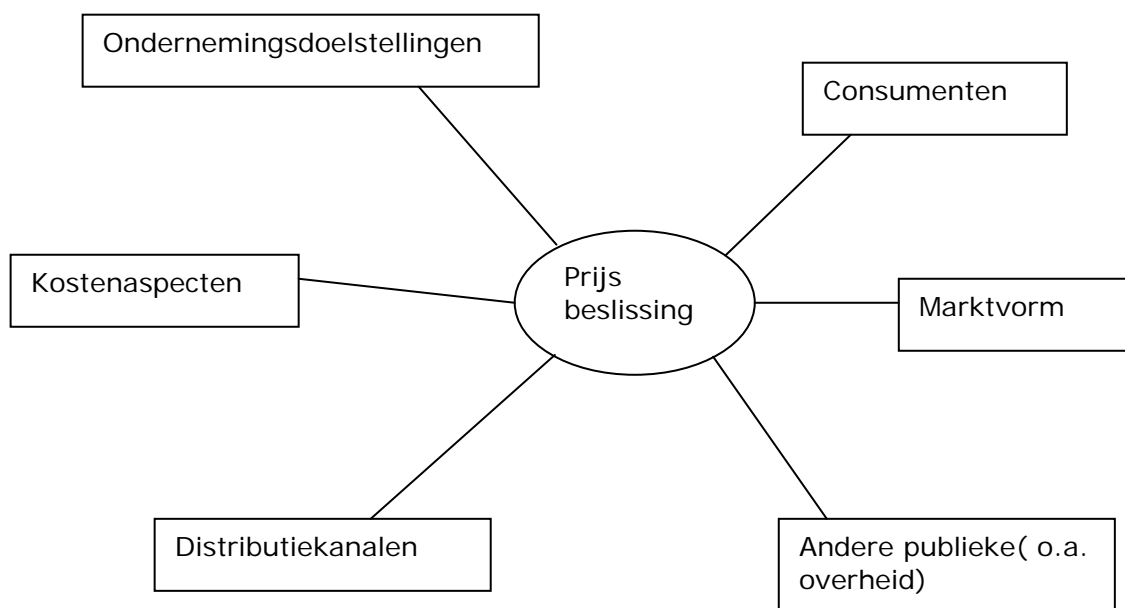 Ondernemingsdoelstellingen
Consumenten
Kostenaspecten
Prijs
beslissing
Marktvorm
Distributiekanalen
Andere publieke( o.a.
overheid)